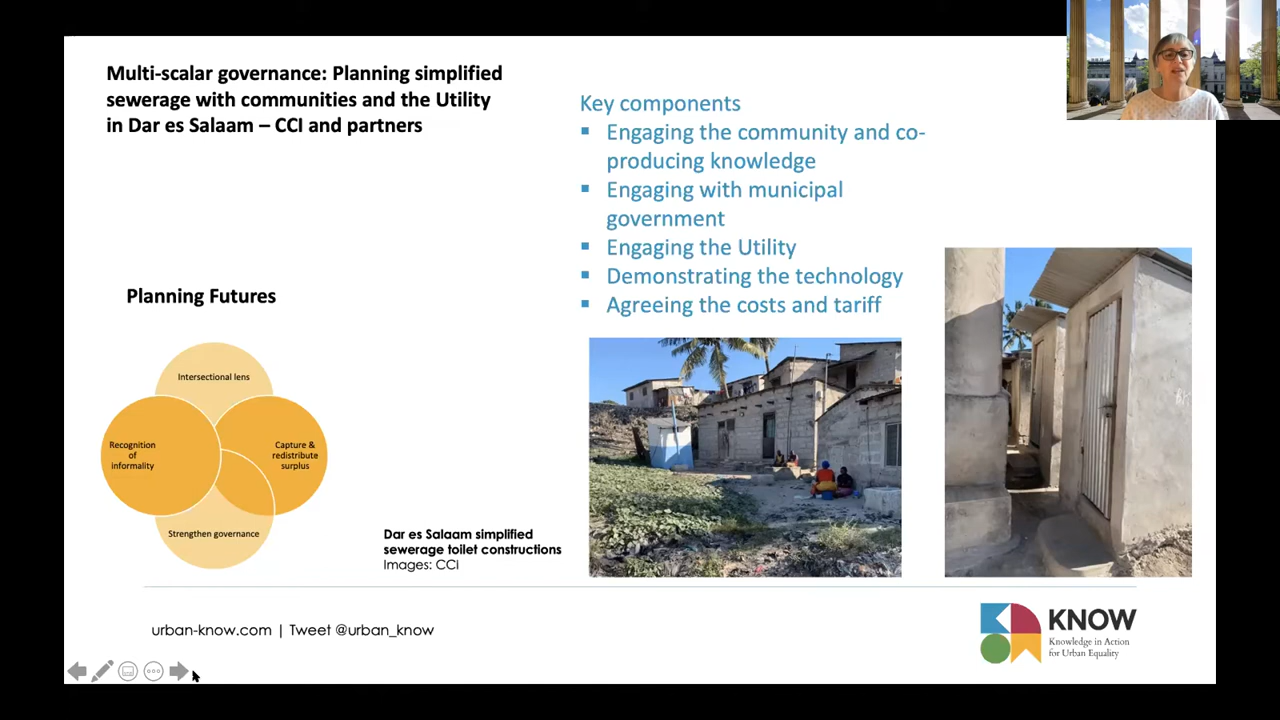 Multi-scalar governance: Planning simplified
sewerage with communities and the Utility
in Dar es Salaam – CCI and partners
Key components
▪ Engaging the community and co-
producing knowledge
▪ Engaging with municipal
government
▪ Engaging the Utility
▪ Demonstrating the technology
▪ Agreeing the costs and tariff
Planning Futures
Intersectional lens
Recognition
of
informality
Capture &
redistribute
surplus
Strengthen governance
Dar es Salaam simplified
sewerage toilet constructions
Images: CCI
urban-know.com | Tweet @urban_know
KNOW
Knowledge in Action
for Urban Equality